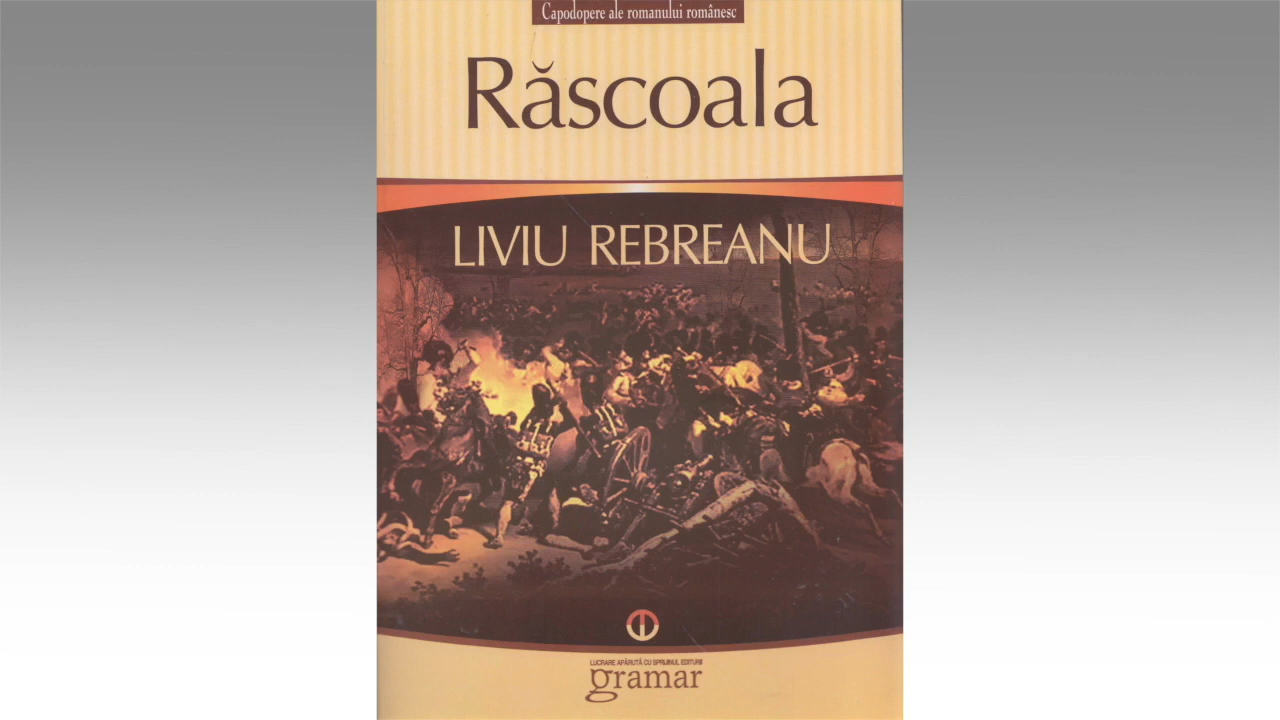 Capodopere ale romanului românesc
Răscoala
LIVIU REBREANU
LUCRARE APĂRUTĂ CU SPRIJINUL EDITURII
gramar